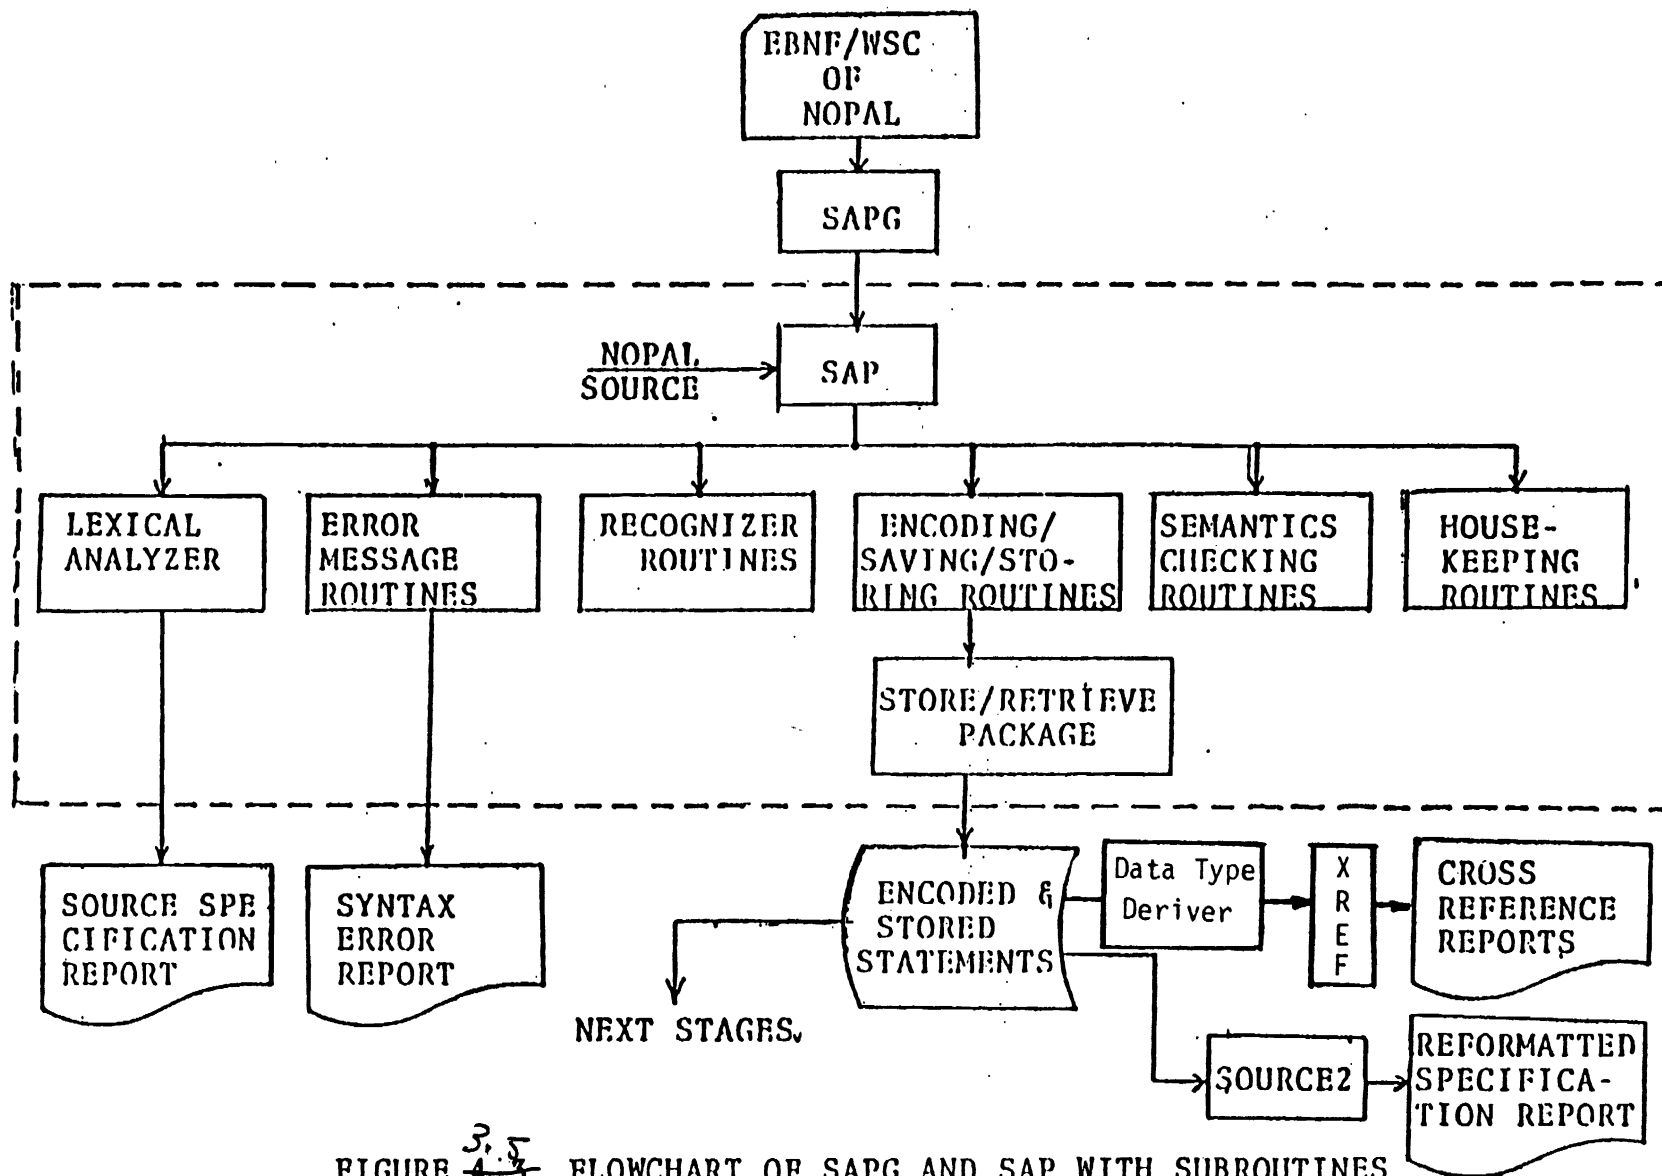 EBNF/WSC
OF
NOPAL
SAPG
NOPAL
SOURCE
SAP
LEXICAL
ANALYZER
ERROR
MESSAGE
ROUTINES
RECOGNIZER
ROUTINES
ENCODING/
SAVING/STO-
RING ROUTINES
SEMANTICS
CHECKING
ROUTINES
HOUSE-
KEEPING
ROUTINES
STORE/RETRIEVE
PACKAGE
SOURCE SPE
CIFICATION
REPORT
SYNTAX
ERROR
REPORT
NEXT STAGES.
ENCODED &
STORED
STATEMENTS
Data Type
Deriver
X
R
E
F
CROSS
REFERENCE
REPORTS
SOURCE2
REFORMATTED
SPECIFICA-
TION REPORT
3.5
FIGURE FLOWCHART OF SAPG AND SAP WITH SUBROUTINES